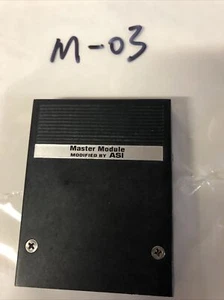 M-03
Master Module
MODIFIED BY ASI